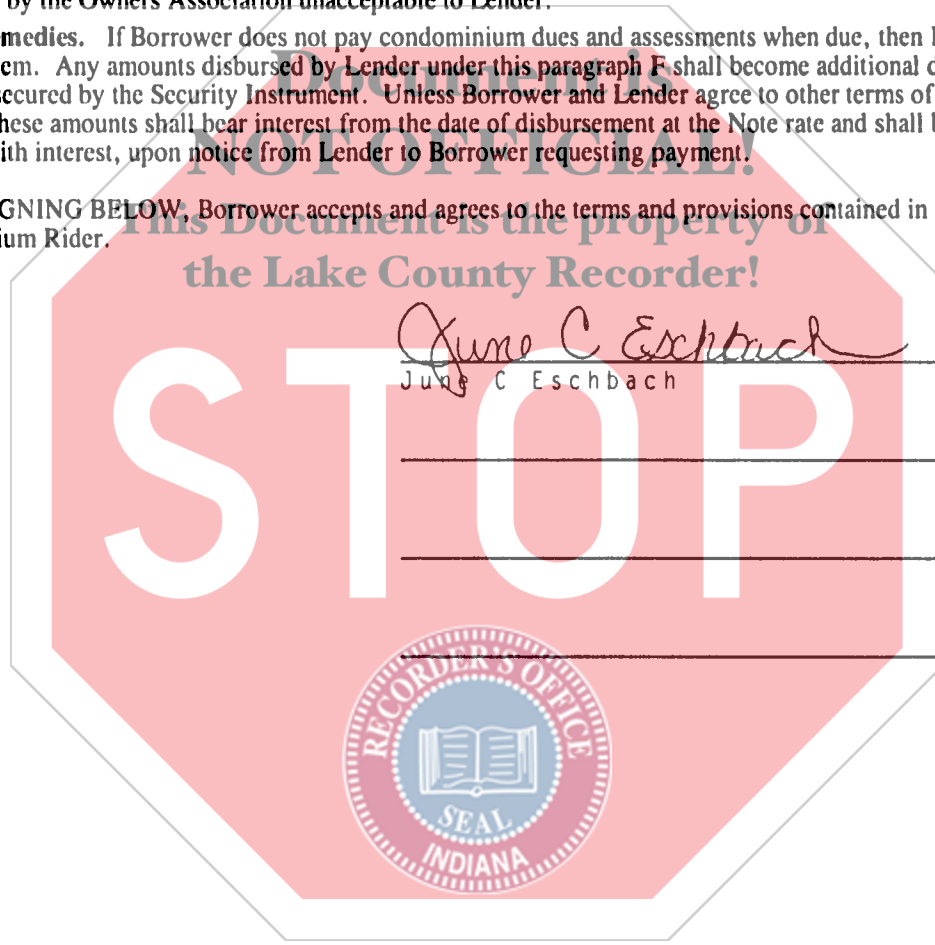 by the Owners Association unacceptable to Lender.
medies. If Borrower does not pay condominium dues and assessments when due, then
em. Any amounts disbursed by Lender under this paragraph F shall become additional
secured by the Security Instrument. Unless Borrower and Lender agree to other terms of
hese amounts shall bear interest from the date of disbursement at the Note rate and shall
ith interest, upon notice from Lender to Borrower requesting payment.
GNING BELOW, Borrower accepts and agrees to the terms and provisions contained in
ium Rider.
Document is
NOT OFFICIAL!
This Document is the property of
the Lake County Recorder!
June C Eschbach
June C Eschbach
STOP
RECORDER'S OFFICE
SEAL
INDIANA